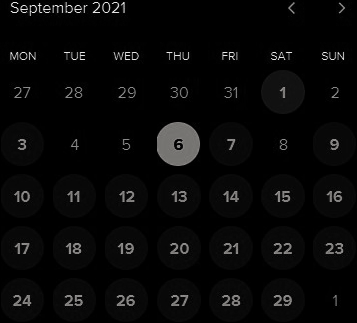 September 2021
MON TUE WED THU FRI SAT SUN
27 28 29 30 31 1 2
3 4 5 6 7 8 9
10 11 12 13 14 15 16
17 18 19 20 21 22 23
24 25 26 27 28 29 1